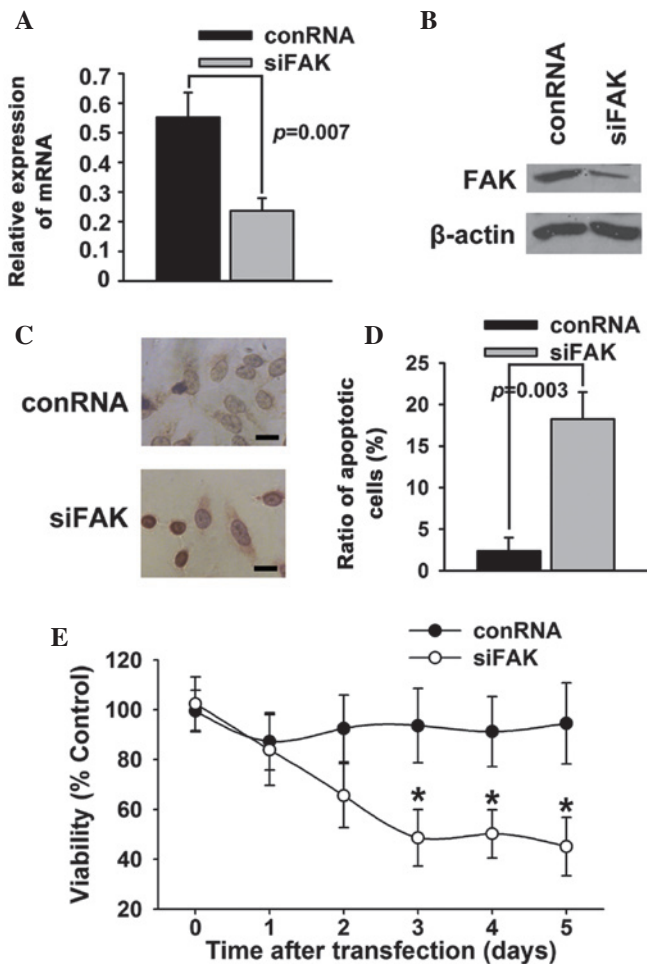 A
conRNA
siFAK
Relative expression
of mRNA
0.7
0.6
0.5
0.4
0.3
0.2
0.1
0
p=0.007
B
conRNA
siFAK
FAK
β-actin
C
conRNA
siFAK
D
conRNA
siFAK
Ratio of apoptotic
cells (%)
25
20
15
10
5
0
p=0.003
E
conRNA
siFAK
Viability (% Control)
120
100
80
60
40
20
* * *
0 1 2 3 4 5
Time after transfection (days)